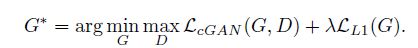 G* = arg min_G max_D L_cGAN(G, D) + λL_L1(G).